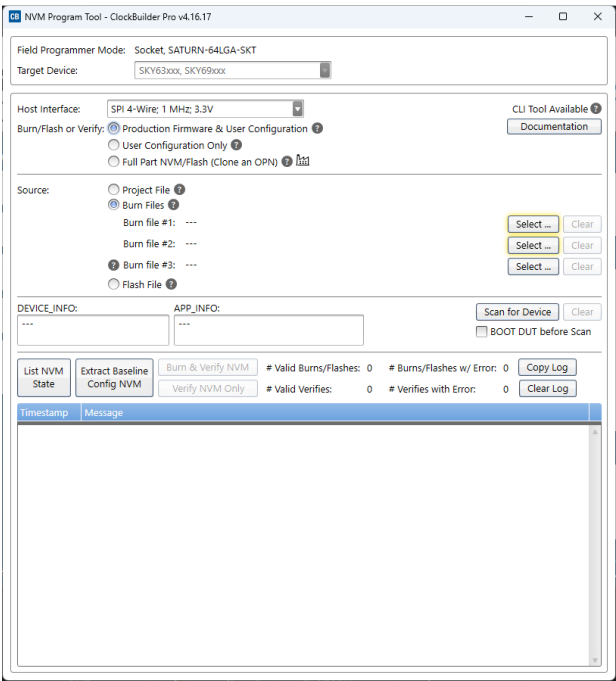 CB NVM Program Tool - ClockBuilder Pro v4.16.17
Field Programmer Mode: Socket, SATURN-64LGA-SKT
Target Device: SKY63xxx, SKY69xxx
Host Interface: SPI 4-Wire; 1 MHz; 3.3V CLI Tool Available ?
Burn/Flash or Verify: Production Firmware & User Configuration ? Documentation
User Configuration Only ?
Full Part NVM/Flash (Clone an OPN) ?
Source: Project File ?
Burn Files ?
Burn file #1: --- Select ... Clear
Burn file #2: --- Select ... Clear
? Burn file #3: --- Select ... Clear
Flash File ?
DEVICE_INFO: APP_INFO: Scan for Device Clear
--- --- BOOT DUT before Scan
List NVM State Extract Baseline Config NVM Burn & Verify NVM # Valid Burns/Flashes: 0 # Burns/Flashes w/ Error: 0 Copy Log
Verify NVM Only # Valid Verifies: 0 # Verifies with Error: 0 Clear Log
Timestamp Message